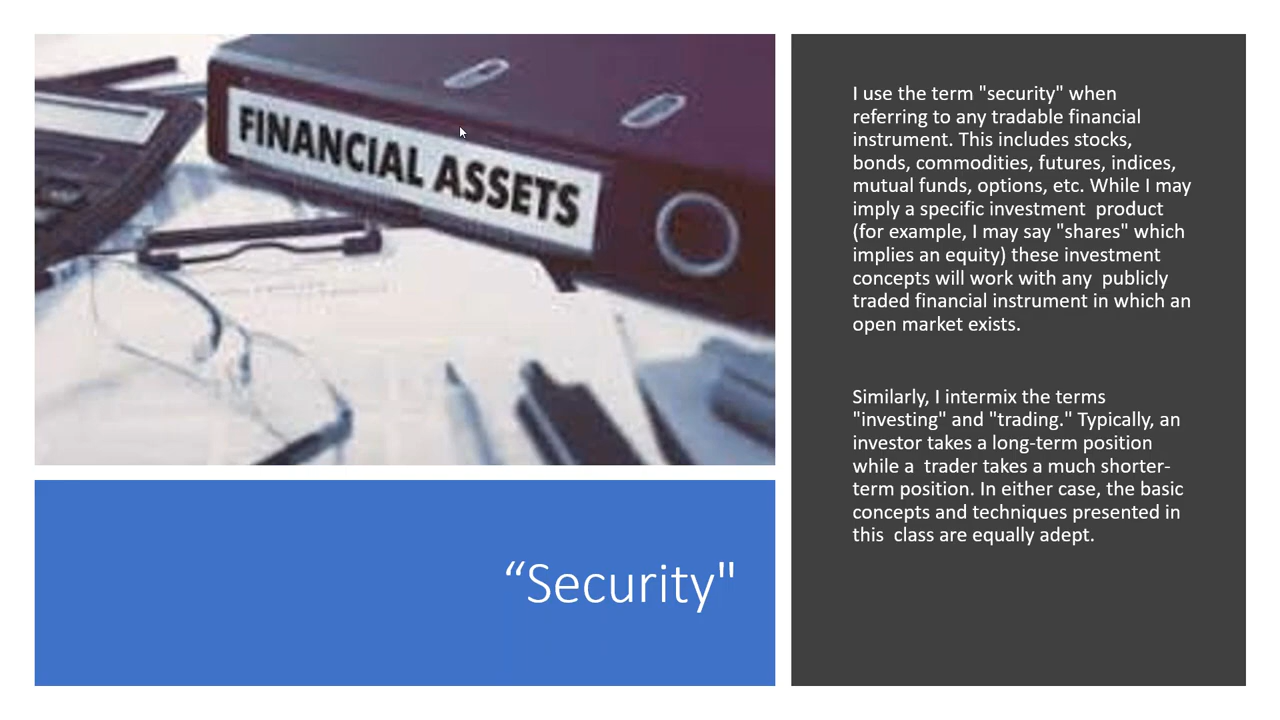 FINANCIAL ASSETS
“Security"
I use the term "security" when
referring to any tradable financial
instrument. This includes stocks,
bonds, commodities, futures, indices,
mutual funds, options, etc. While I may
imply a specific investment  product
(for example, I may say "shares" which
implies an equity) these investment
concepts will work with any  publicly
traded financial instrument in which an
open market exists.
Similarly, I intermix the terms
"investing" and "trading." Typically, an
investor takes a long-term position
while a  trader takes a much shorter-
term position. In either case, the basic
concepts and techniques presented in
this  class are equally adept.